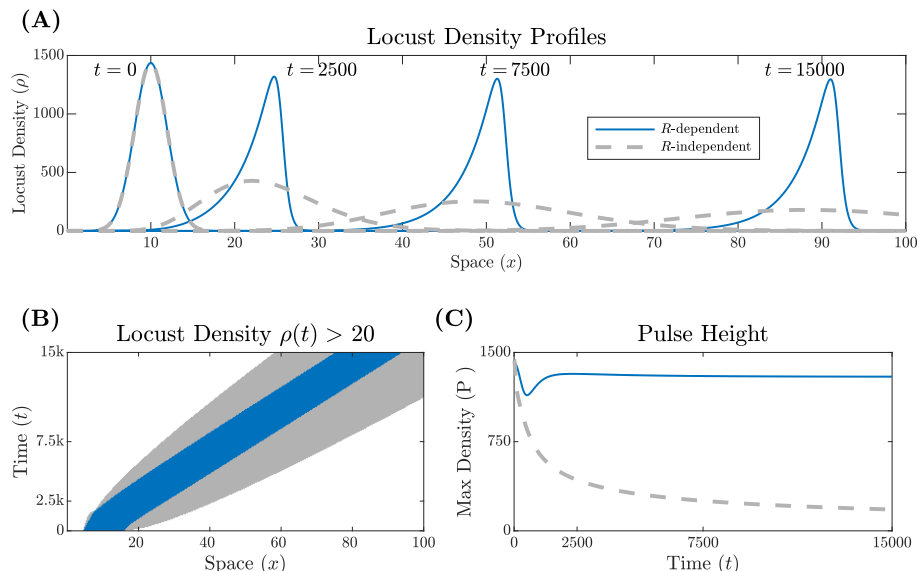 (A)
Locust Density Profiles
Locust Density (ρ)
1500
1000
500
0
t = 0
t = 2500
t = 7500
t = 15000
R-dependent
R-independent
10 20 30 40 50 60 70 80 90 100
Space (x)
(B)
Locust Density ρ(t) > 20
Time (t)
15k
7.5k
2.5k
0
20 40 60 80 100
Space (x)
(C)
Pulse Height
Max Density (P )
1500
750
0
0 2500 7500 15000
Time (t)